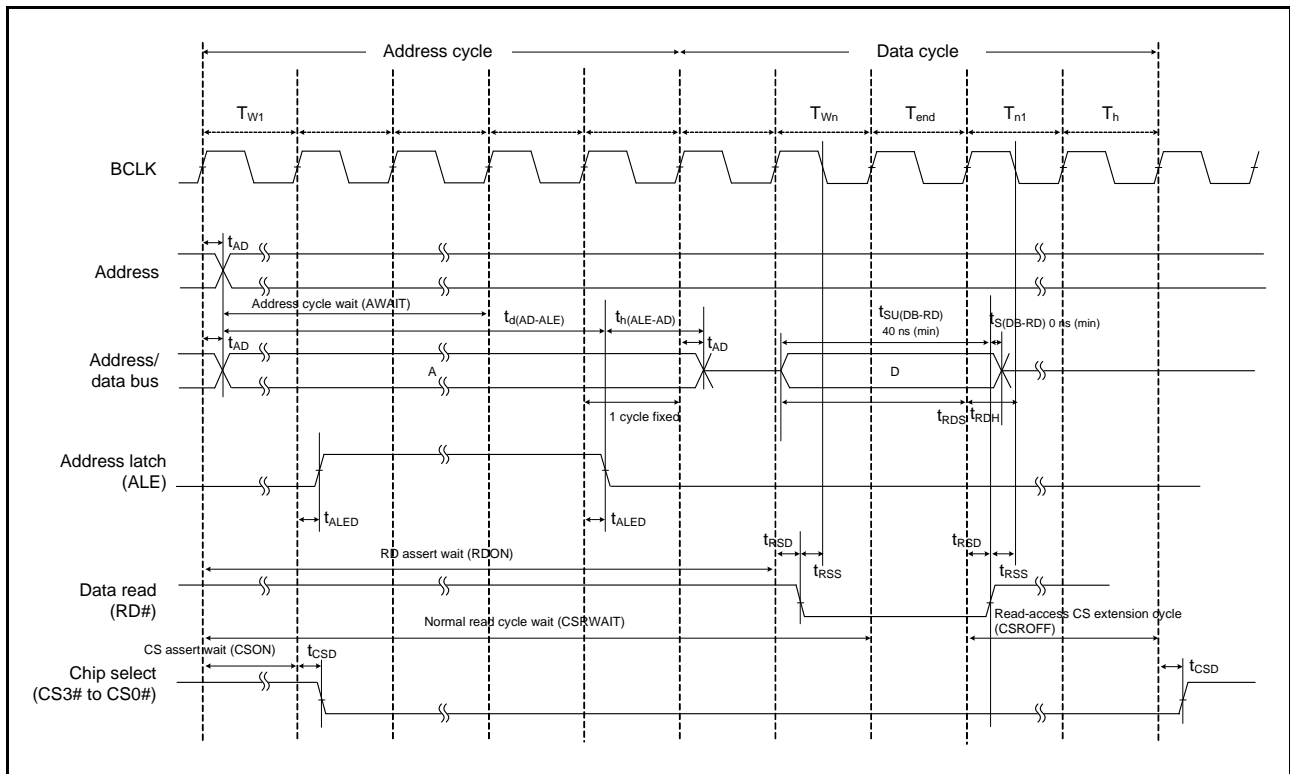 Address cycle
Data cycle
TW1
TWn
Tend
Tn1
Th
BCLK
tAD
Address
Address cycle wait (AWAIT)
td(AD-ALE)
th(ALE-AD)
tSU(DB-RD)
40 ns (min)
tS(DB-RD) 0 ns (min)
tAD
tAD
Address/
data bus
A
D
1 cycle fixed
tRDS
tRDH
Address latch
(ALE)
tALED
tALED
RD assert wait (RDON)
tRSD
tRSS
tRSD
tRSS
Data read
(RD#)
Normal read cycle wait (CSRWAIT)
Read-access CS extension cycle
(CSROFF)
CS assert wait (CSON)
tCSD
tCSD
Chip select
(CS3# to CS0#)